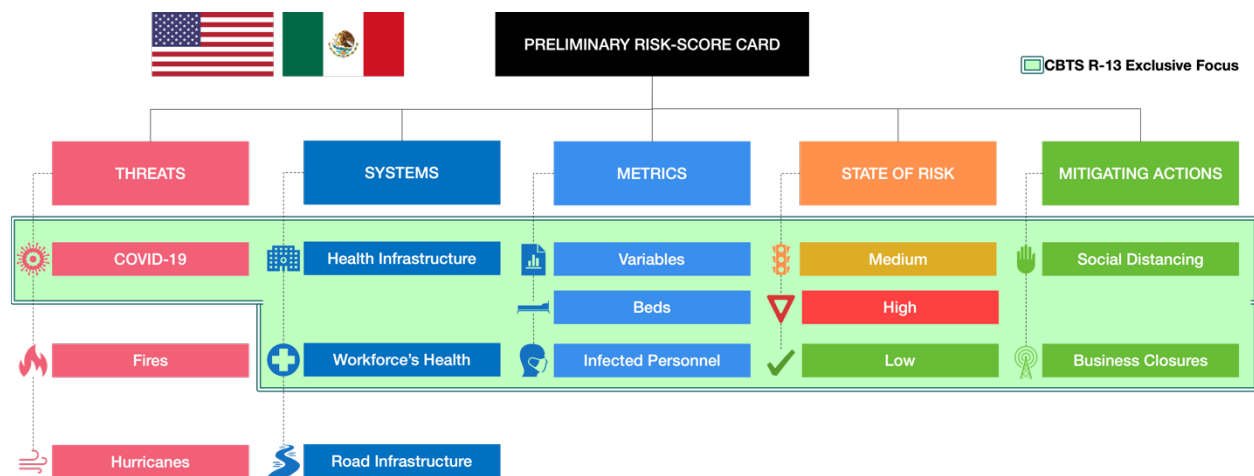 PRELIMINARY RISK-SCORE CARD
CBTS R-13 Exclusive Focus
THREATS
SYSTEMS
METRICS
STATE OF RISK
MITIGATING ACTIONS
COVID-19
Health Infrastructure
Variables
Medium
Social Distancing
Beds
High
Fires
Workforce's Health
Infected Personnel
Low
Business Closures
Hurricanes
Road Infrastructure